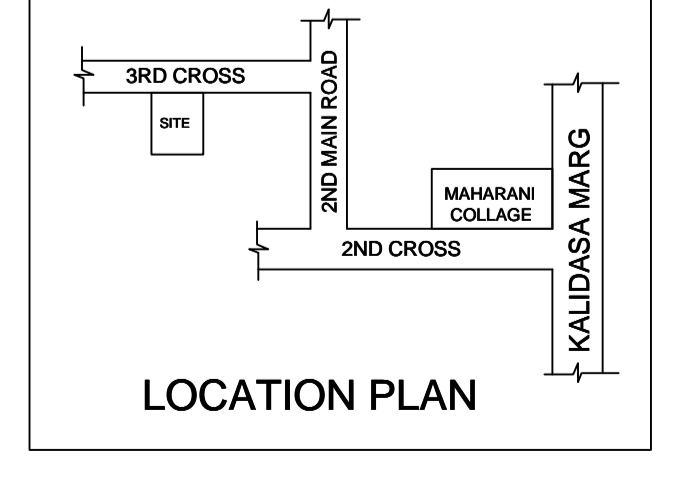 3RD CROSS
2ND MAIN ROAD
SITE
MAHARANI
COLLAGE
2ND CROSS
KALIDASA MARG
LOCATION PLAN